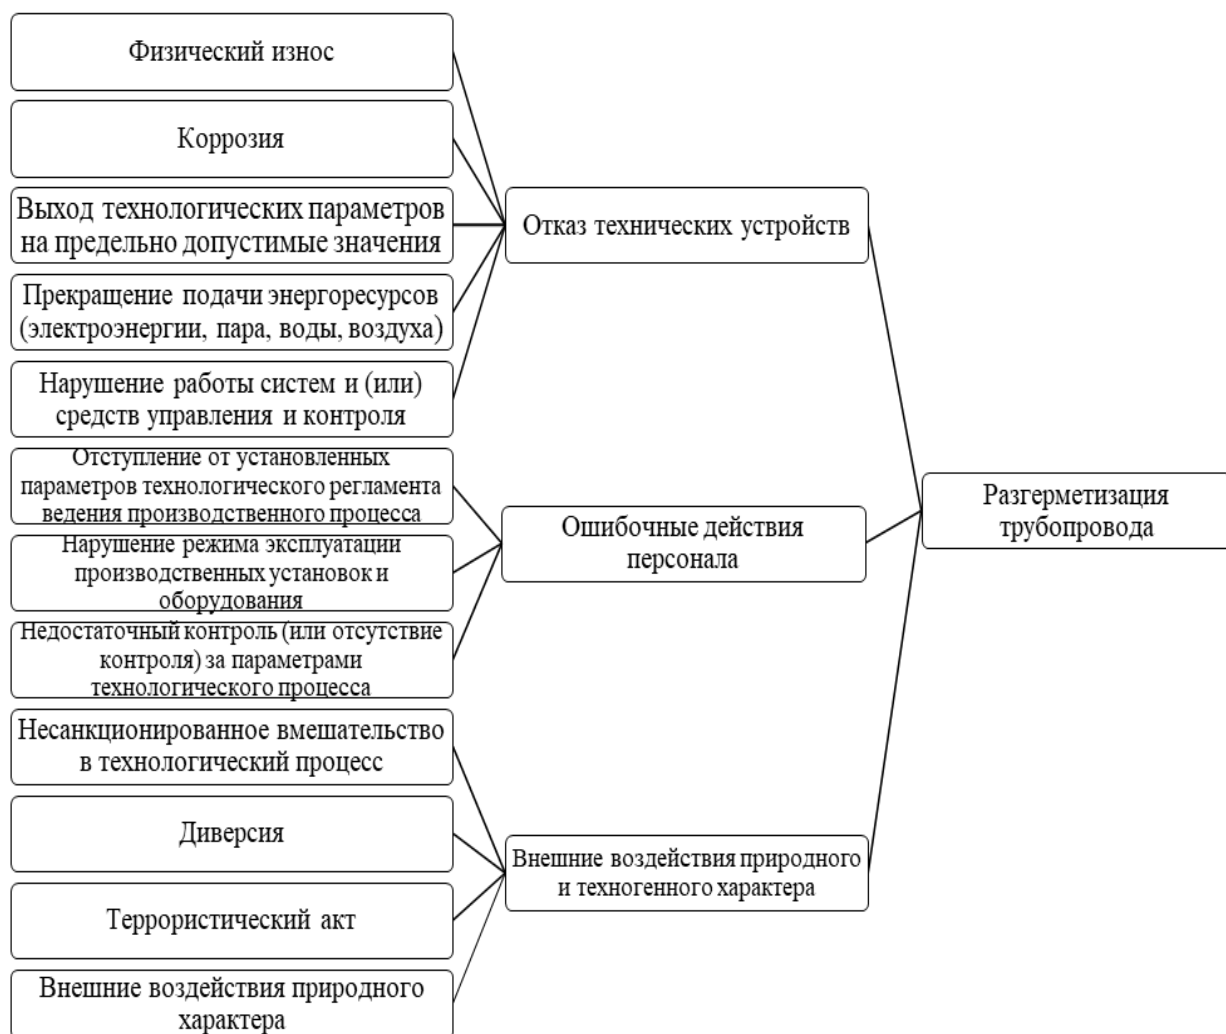 Физический износ
Коррозия
Выход технологических параметров
на предельно допустимые значения
Прекращение подачи энергоресурсов
(электроэнергии, пара, воды, воздуха)
Нарушение работы систем и (или)
средств управления и контроля
Отступление от установленных
параметров технологического регламента
ведения производственного процесса
Нарушение режима эксплуатации
производственных установок и
оборудования
Недостаточный контроль (или отсутствие
контроля) за параметрами
технологического процесса
Несанкционированное вмешательство
в технологический процесс
Диверсия
Террористический акт
Внешние воздействия природного
характера
Отказ технических устройств
Ошибочные действия
персонала
Внешние воздействия природного
и техногенного характера
Разгерметизация
трубопровода